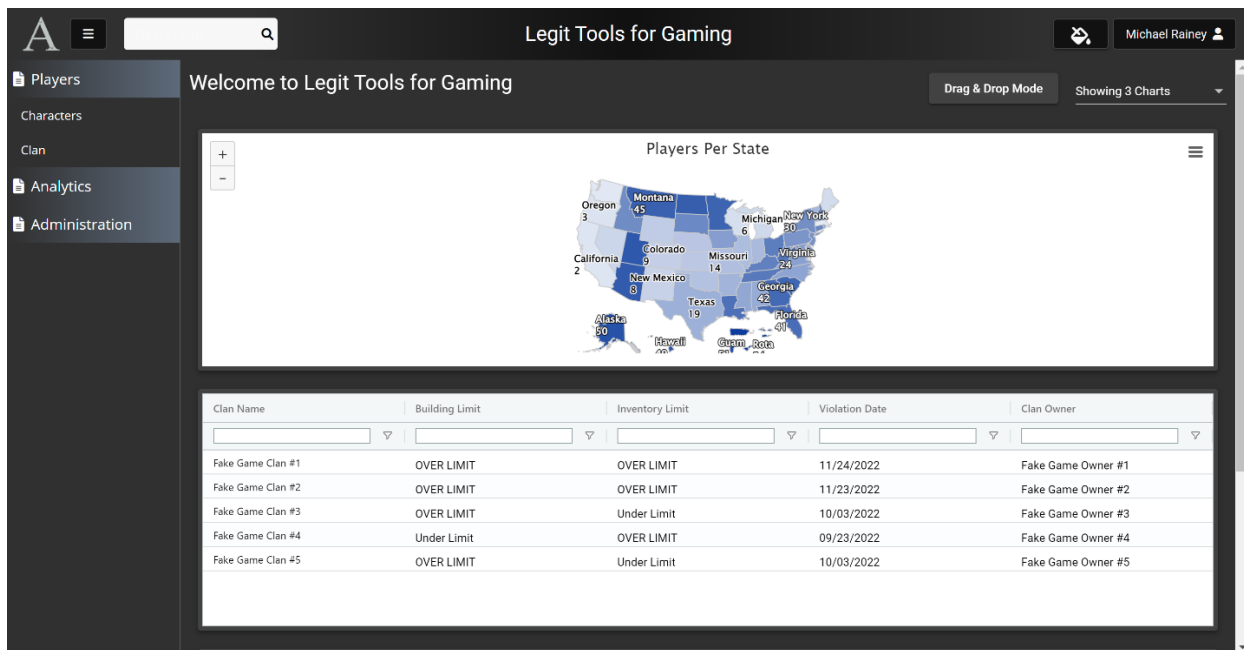 A
Legit Tools for Gaming
Michael Rainey
Players
Characters
Clan
Analytics
Administration
Welcome to Legit Tools for Gaming
Drag & Drop Mode
Showing 3 Charts
+
-
Players Per State
Oregon
3
Montana
45
Michigan
6
New York
30
California
2
Colorado
9
Missouri
14
Virginia
24
New Mexico
8
Georgia
42
Texas
19
Florida
41
Alaska
50
Hawaii
Guam
Rota
Clan Name Building Limit Inventory Limit Violation Date Clan Owner
Fake Game Clan #1 OVER LIMIT OVER LIMIT 11/24/2022 Fake Game Owner #1
Fake Game Clan #2 OVER LIMIT OVER LIMIT 11/23/2022 Fake Game Owner #2
Fake Game Clan #3 OVER LIMIT Under Limit 10/03/2022 Fake Game Owner #3
Fake Game Clan #4 Under Limit OVER LIMIT 09/23/2022 Fake Game Owner #4
Fake Game Clan #5 OVER LIMIT Under Limit 10/03/2022 Fake Game Owner #5